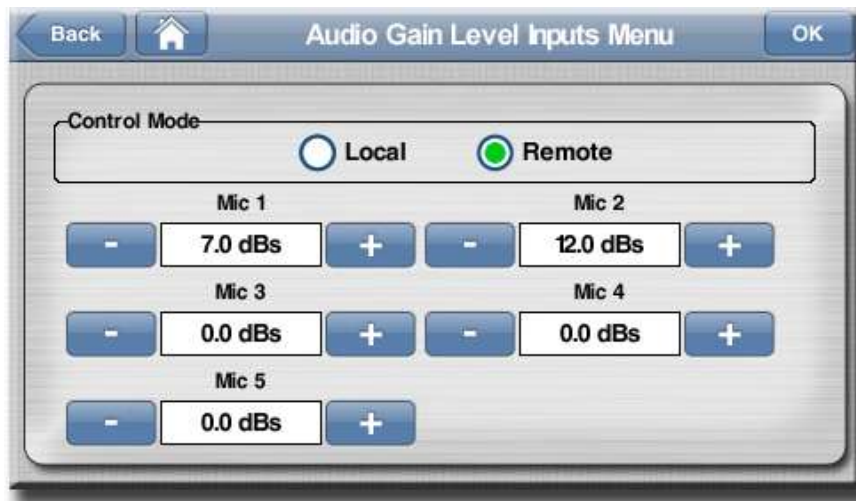 Back Audio Gain Level Inputs Menu OK
Control Mode
Local Remote
Mic 1 Mic 2
- 7.0 dBs + - 12.0 dBs +
Mic 3 Mic 4
- 0.0 dBs + - 0.0 dBs +
Mic 5
- 0.0 dBs +